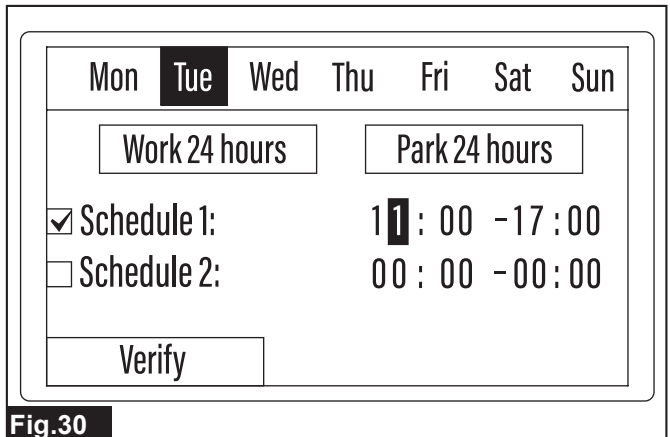 Mon Tue Wed Thu Fri Sat Sun
Work 24 hours Park 24 hours
Schedule 1: 11 : 00 -17 : 00
Schedule 2: 00 : 00 -00 : 00
Verify
Fig.30